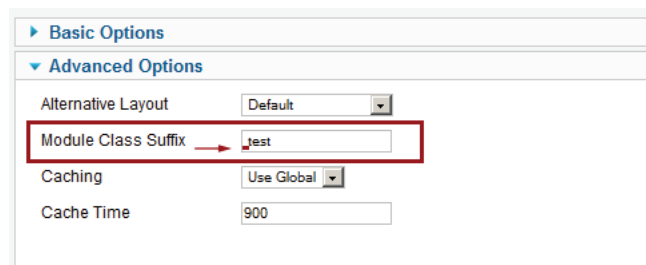 Basic Options
Advanced Options
Alternative Layout Default
Module Class Suffix _test
Caching Use Global
Cache Time 900